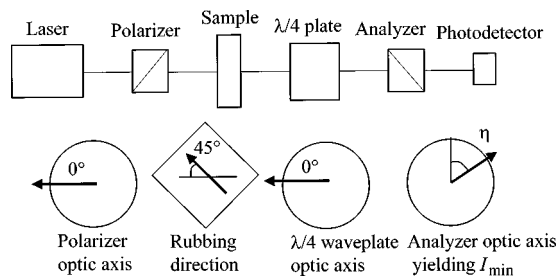 Laser
Polarizer
Sample
λ/4 plate
Analyzer
Photodetector
0°
45°
0°
η
Polarizer
optic axis
Rubbing
direction
λ/4 waveplate
optic axis
Analyzer optic axis
yielding Imin